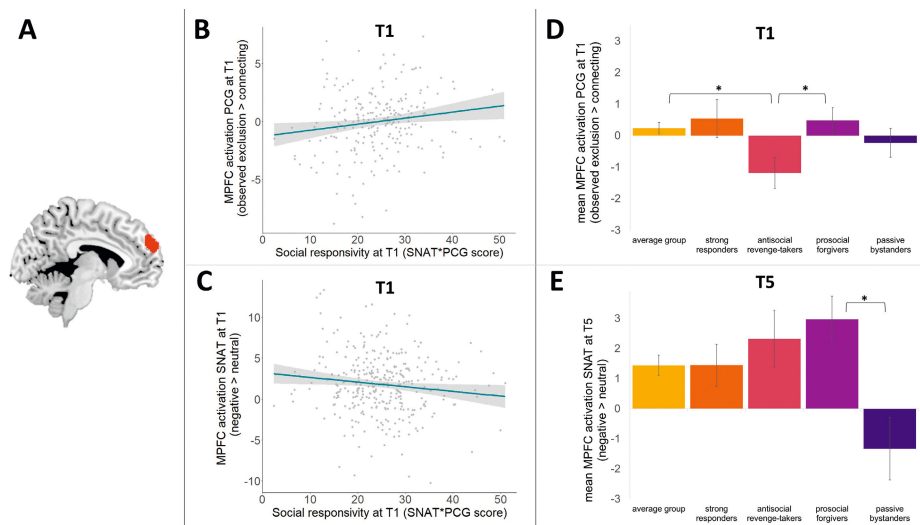 A
B
T1
MPFC activation PCG at T1
(observed exclusion > connecting)
5
0
-5
0
10
20
30
40
50
Social responsivity at T1 (SNAT*PCG score)
C
T1
MPFC activation SNAT at T1
(negative > neutral)
10
5
0
-5
-10
0
10
20
30
40
50
Social responsivity at T1 (SNAT*PCG score)
D
T1
mean MPFC activation PCG at T1
(observed exclusion > connecting)
3
2
1
0
-1
-2
-3
*
*
average group
strong
responders
antisocial
revenge-takers
prosocial
forgivers
passive
bystanders
E
T5
mean MPFC activation SNAT at T5
(negative > neutral)
3
2
1
0
-1
-2
-3
*
average group
strong
responders
antisocial
revenge-takers
prosocial
forgivers
passive
bystanders